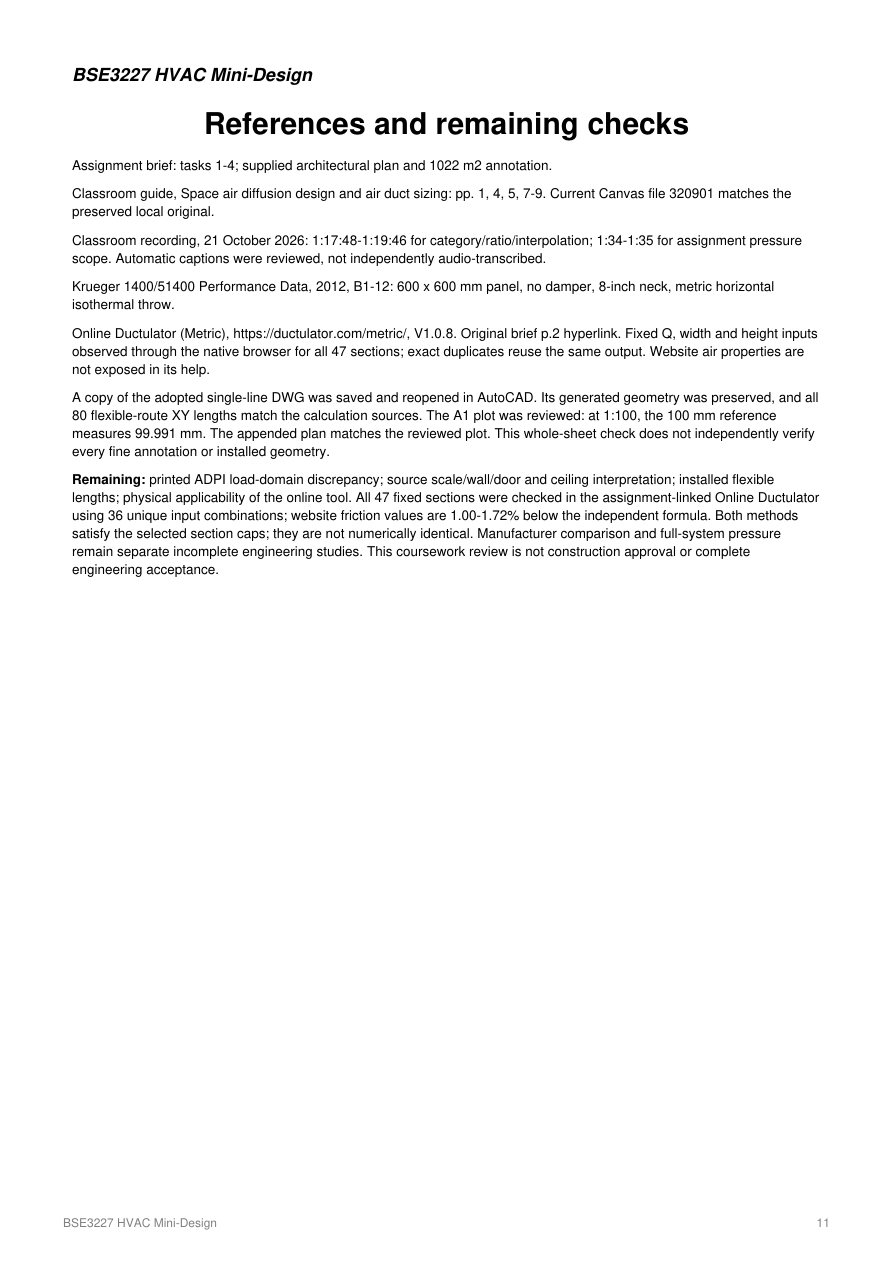 BSE3227 HVAC Mini-Design
References and remaining checks
Assignment brief: tasks 1-4; supplied architectural plan and 1022 m2 annotation.
Classroom guide, Space air diffusion design and air duct sizing: pp. 1, 4, 5, 7-9. Current Canvas file 320901 matches the
preserved local original.
Classroom recording, 21 October 2026: 1:17:48-1:19:46 for category/ratio/interpolation; 1:34-1:35 for assignment pressure
scope. Automatic captions were reviewed, not independently audio-transcribed.
Krueger 1400/51400 Performance Data, 2012, B1-12: 600 x 600 mm panel, no damper, 8-inch neck, metric horizontal
isothermal throw.
Online Ductulator (Metric), https://ductulator.com/metric/, V1.0.8. Original brief p.2 hyperlink. Fixed Q, width and height inputs
observed through the native browser for all 47 sections; exact duplicates reuse the same output. Website air properties are
not exposed in its help.
A copy of the adopted single-line DWG was saved and reopened in AutoCAD. Its generated geometry was preserved, and all
80 flexible-route XY lengths match the calculation sources. The A1 plot was reviewed: at 1:100, the 100 mm reference
measures 99.991 mm. The appended plan matches the reviewed plot. This whole-sheet check does not independently verify
every fine annotation or installed geometry.
Remaining: printed ADPI load-domain discrepancy; source scale/wall/door and ceiling interpretation; installed flexible
lengths; physical applicability of the online tool. All 47 fixed sections were checked in the assignment-linked Online Ductulator
using 36 unique input combinations; website friction values are 1.00-1.72% below the independent formula. Both methods
satisfy the selected section caps; they are not numerically identical. Manufacturer comparison and full-system pressure
remain separate incomplete engineering studies. This coursework review is not construction approval or complete
engineering acceptance.
BSE3227 HVAC Mini-Design
11